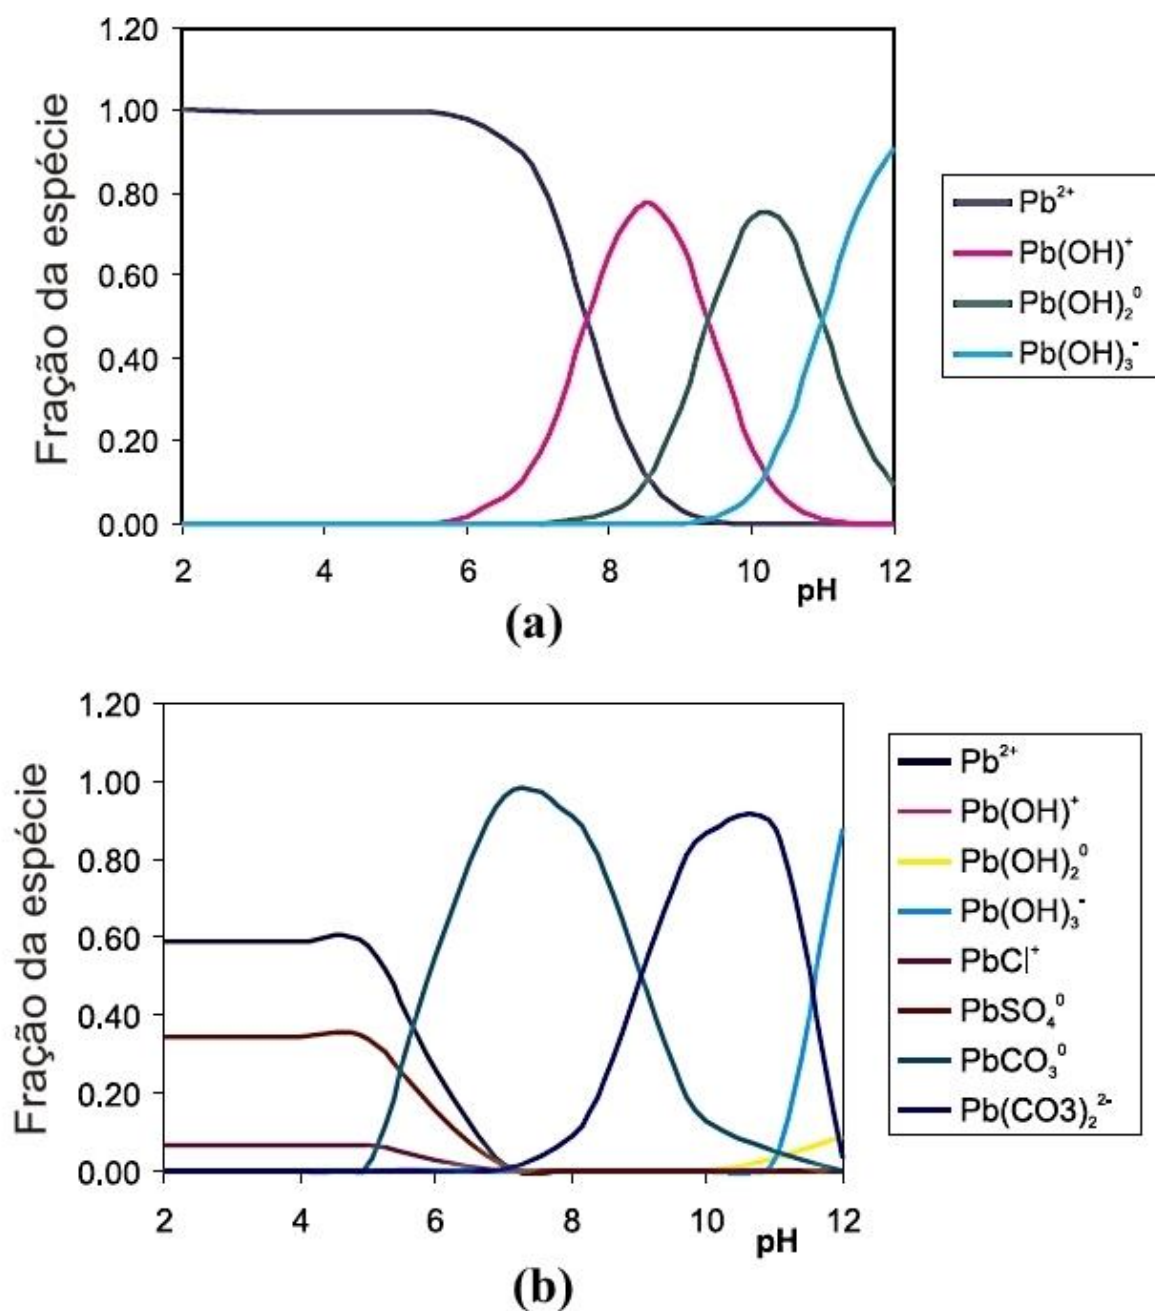 Fração da espécie
1.20
1.00
0.80
0.60
0.40
0.20
0.00
2 4 6 8 10 12
pH
Pb²⁺
Pb(OH)⁺
Pb(OH)₂⁰
Pb(OH)₃⁻
(a)
Fração da espécie
1.20
1.00
0.80
0.60
0.40
0.20
0.00
2 4 6 8 10 12
pH
Pb²⁺
Pb(OH)⁺
Pb(OH)₂⁰
Pb(OH)₃⁻
PbCl⁺
PbSO₄⁰
PbCO₃⁰
Pb(CO3)₂²⁻
(b)